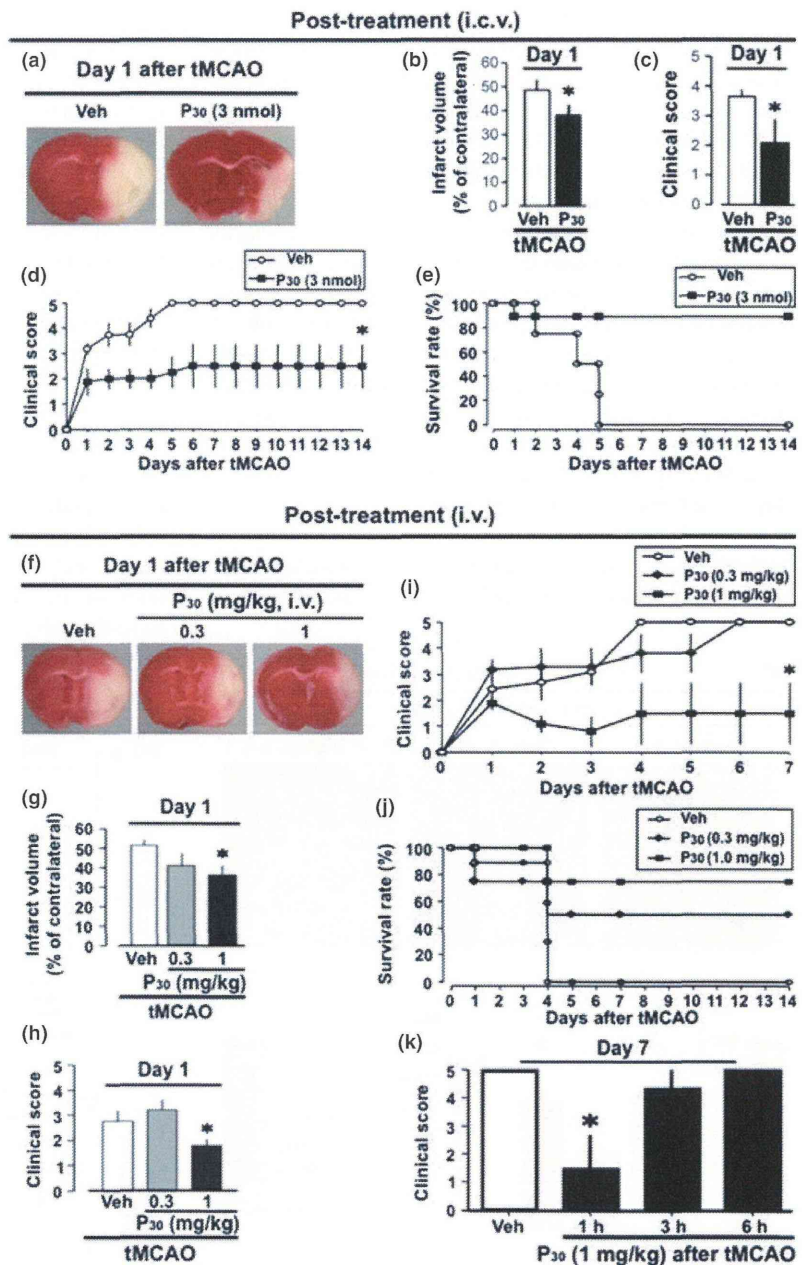 Post-treatment (i.c.v.)
(a)
Day 1 after tMCAO
Veh
P30 (3 nmol)
(b)
Day 1
60
50
40
30
20
10
0
Infarct volume
(% of contralateral)
*
Veh P30
tMCAO
(c)
Day 1
5
4
3
2
1
0
Clinical score
*
Veh P30
tMCAO
(d)
Veh
P30 (3 nmol)
5
4
3
2
1
0
Clinical score
*
0 1 2 3 4 5 6 7 8 9 10 11 12 13 14
Days after tMCAO
(e)
Veh
P30 (3 nmol)
100
80
60
40
20
0
Survival rate (%)
0 1 2 3 4 5 6 7 8 9 10 11 12 13 14
Days after tMCAO
Post-treatment (i.v.)
(f)
Day 1 after tMCAO
P30 (mg/kg, i.v.)
Veh
0.3
1
(i)
Veh
P30 (0.3 mg/kg)
P30 (1 mg/kg)
5
4
3
2
1
0
Clinical score
*
0 1 2 3 4 5 6 7
Days after tMCAO
(g)
Day 1
60
50
40
30
20
10
0
Infarct volume
(% of contralateral)
*
Veh 0.3 1
P30 (mg/kg)
tMCAO
(j)
Veh
P30 (0.3 mg/kg)
P30 (1.0 mg/kg)
100
80
60
40
20
0
Survival rate (%)
0 1 2 3 4 5 6 7 8 9 10 11 12 13 14
Days after tMCAO
(h)
Day 1
5
4
3
2
1
0
Clinical score
*
Veh 0.3 1
P30 (mg/kg)
tMCAO
(k)
Day 7
5
4
3
2
1
0
Clinical score
*
Veh 1 h 3 h 6 h
P30 (1 mg/kg) after tMCAO